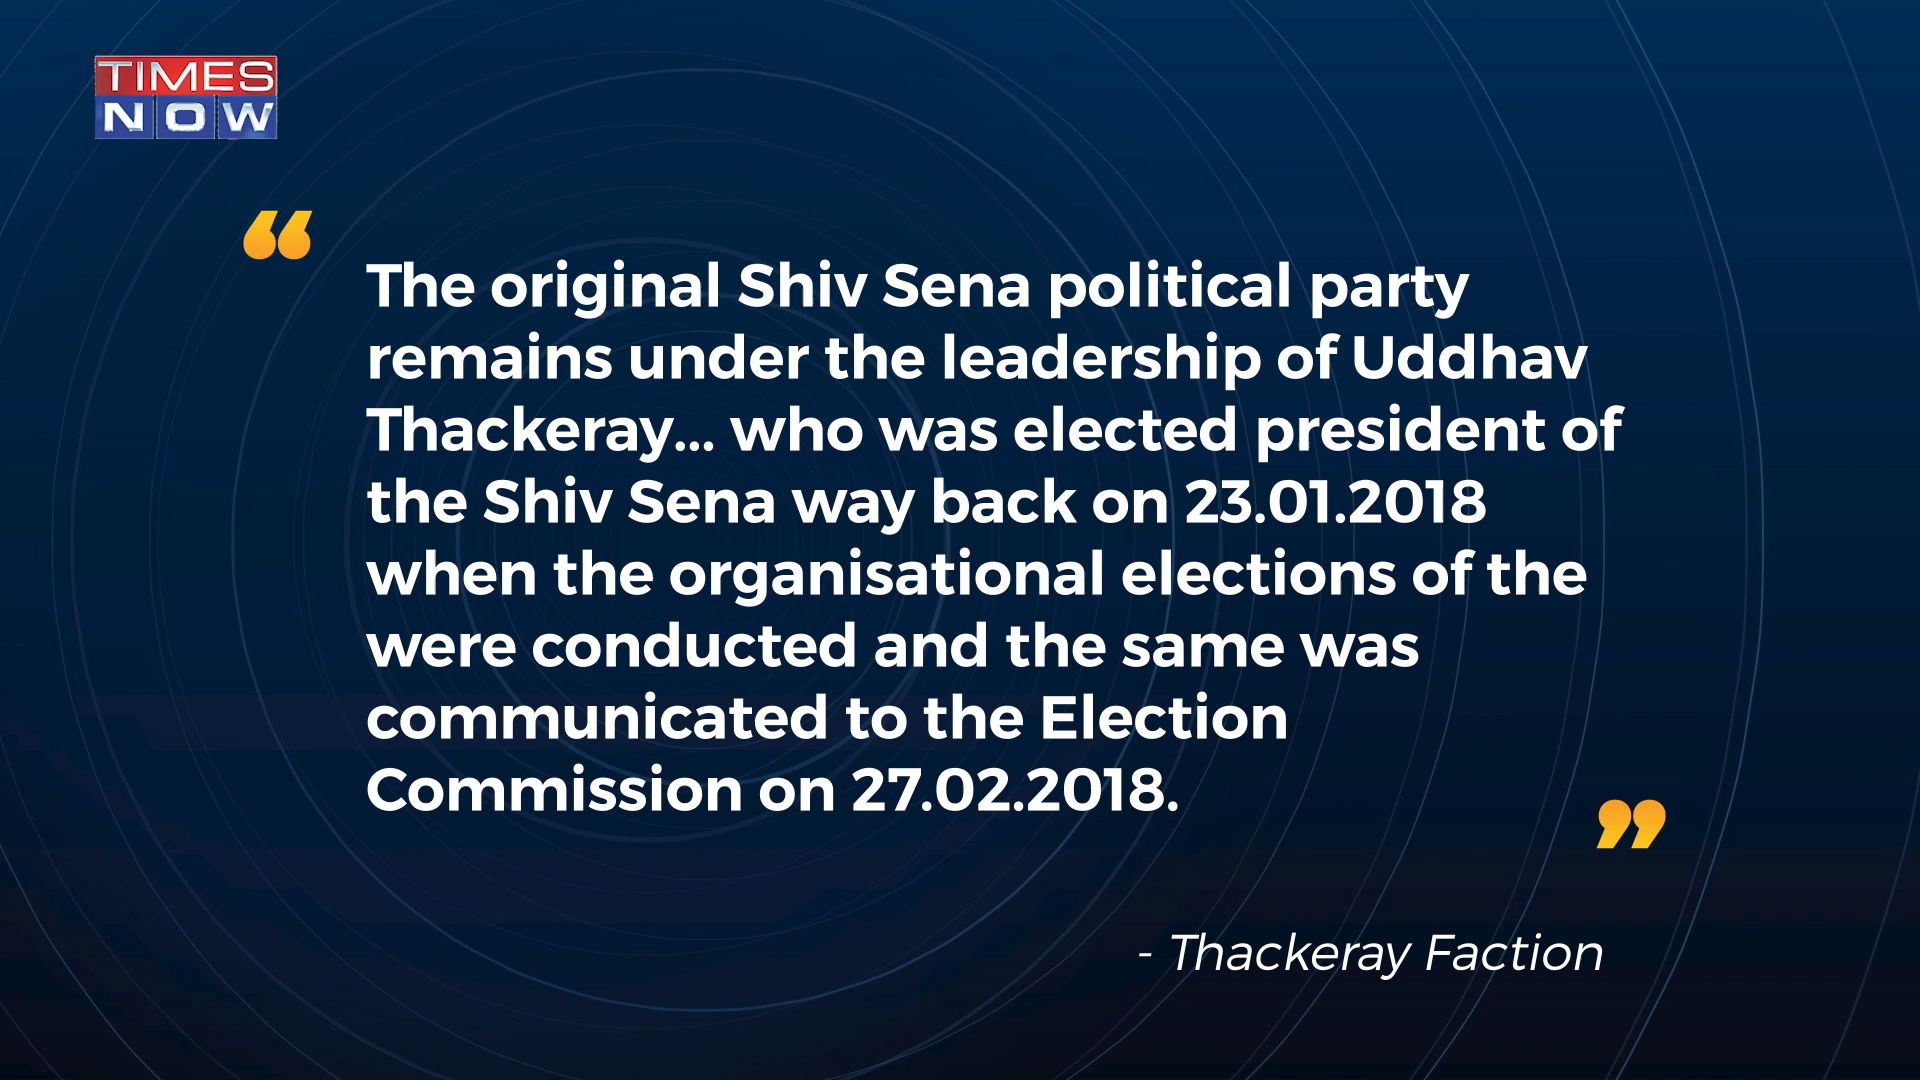 TIMES
NOW
“
The original Shiv Sena political party
remains under the leadership of Uddhav
Thackeray... who was elected president of
the Shiv Sena way back on 23.01.2018
when the organisational elections of the
were conducted and the same was
communicated to the Election
Commission on 27.02.2018.
”
- Thackeray Faction